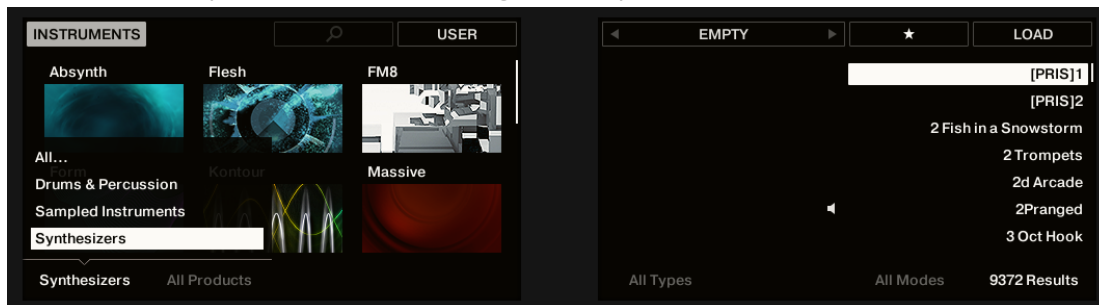 INSTRUMENTS
USER
Absynth
Flesh
FM8
All...
Form
Kontour
Massive
Drums & Percussion
Sampled Instruments
Synthesizers
Synthesizers
All Products
EMPTY
LOAD
[PRIS]1
[PRIS]2
2 Fish in a Snowstorm
2 Trompets
2d Arcade
2Pranged
3 Oct Hook
All Types
All Modes
9372 Results